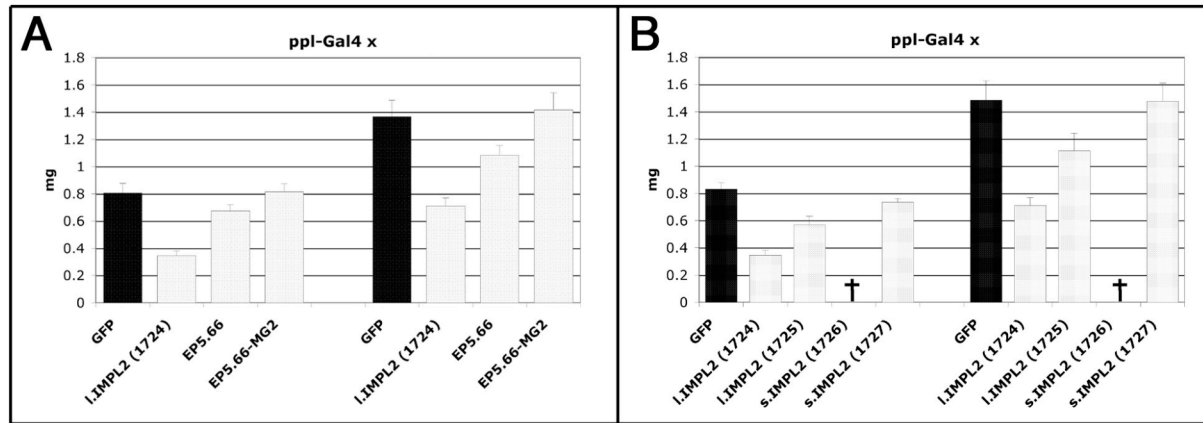 A
ppl-Gal4 x
1.8
1.6
1.4
1.2
1
0.8
0.6
0.4
0.2
0
mg
GFP
l.IMPL2 (1724)
EP5.66
EP5.66-MG2
GFP
l.IMPL2 (1724)
EP5.66
EP5.66-MG2
B
ppl-Gal4 x
1.8
1.6
1.4
1.2
1
0.8
0.6
0.4
0.2
0
mg
†
†
GFP
l.IMPL2 (1724)
l.IMPL2 (1725)
s.IMPL2 (1726)
s.IMPL2 (1727)
GFP
l.IMPL2 (1724)
l.IMPL2 (1725)
s.IMPL2 (1726)
s.IMPL2 (1727)